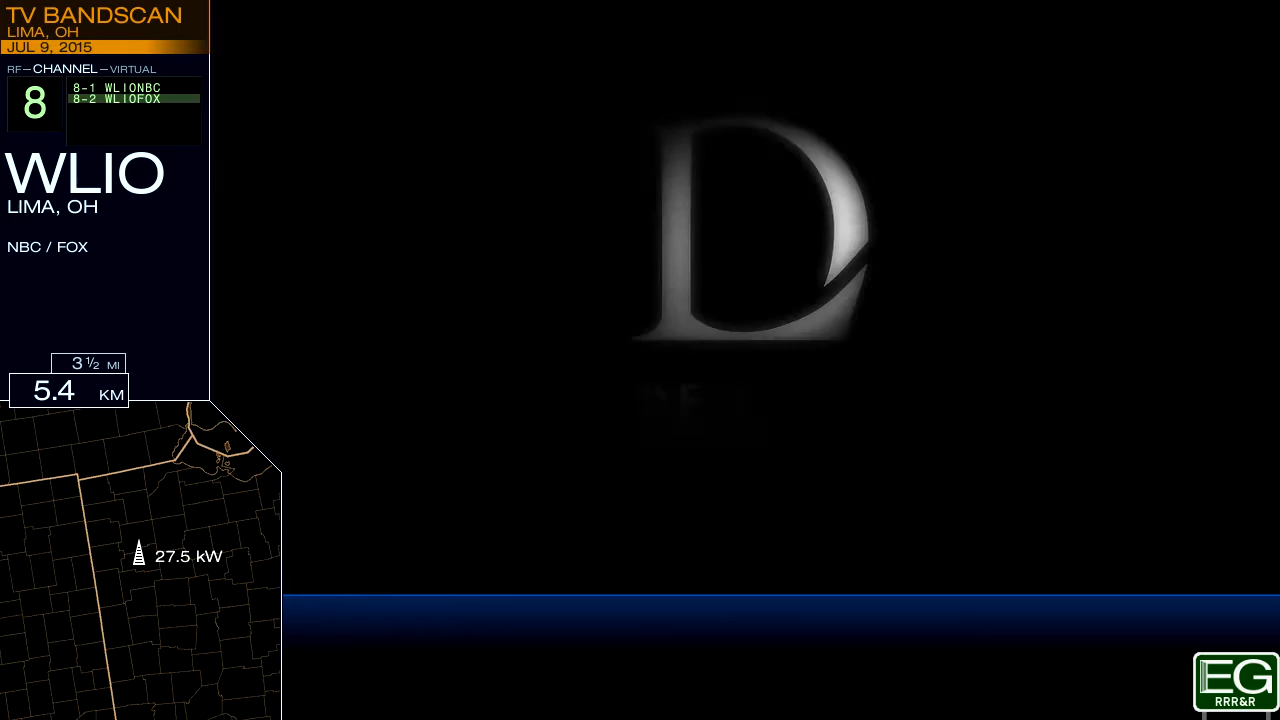 TV BANDSCAN
LIMA, OH
JUL 9, 2015
RF—CHANNEL—VIRTUAL
8
8-1 WLIONBC
8-2 WLIOFOX
WLIO
LIMA, OH
NBC / FOX
3 ½ MI
5.4 KM
27.5 kW
D
EG
RRR&R